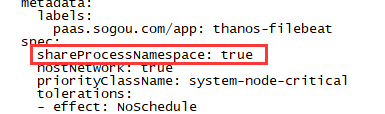 metadata:
labels:
paas.sogou.com/app: thanos-filebeat
spec:
shareProcessNamespace: true
hostNetwork: true
priorityClassName: system-node-critical
tolerations:
- effect: NoSchedule